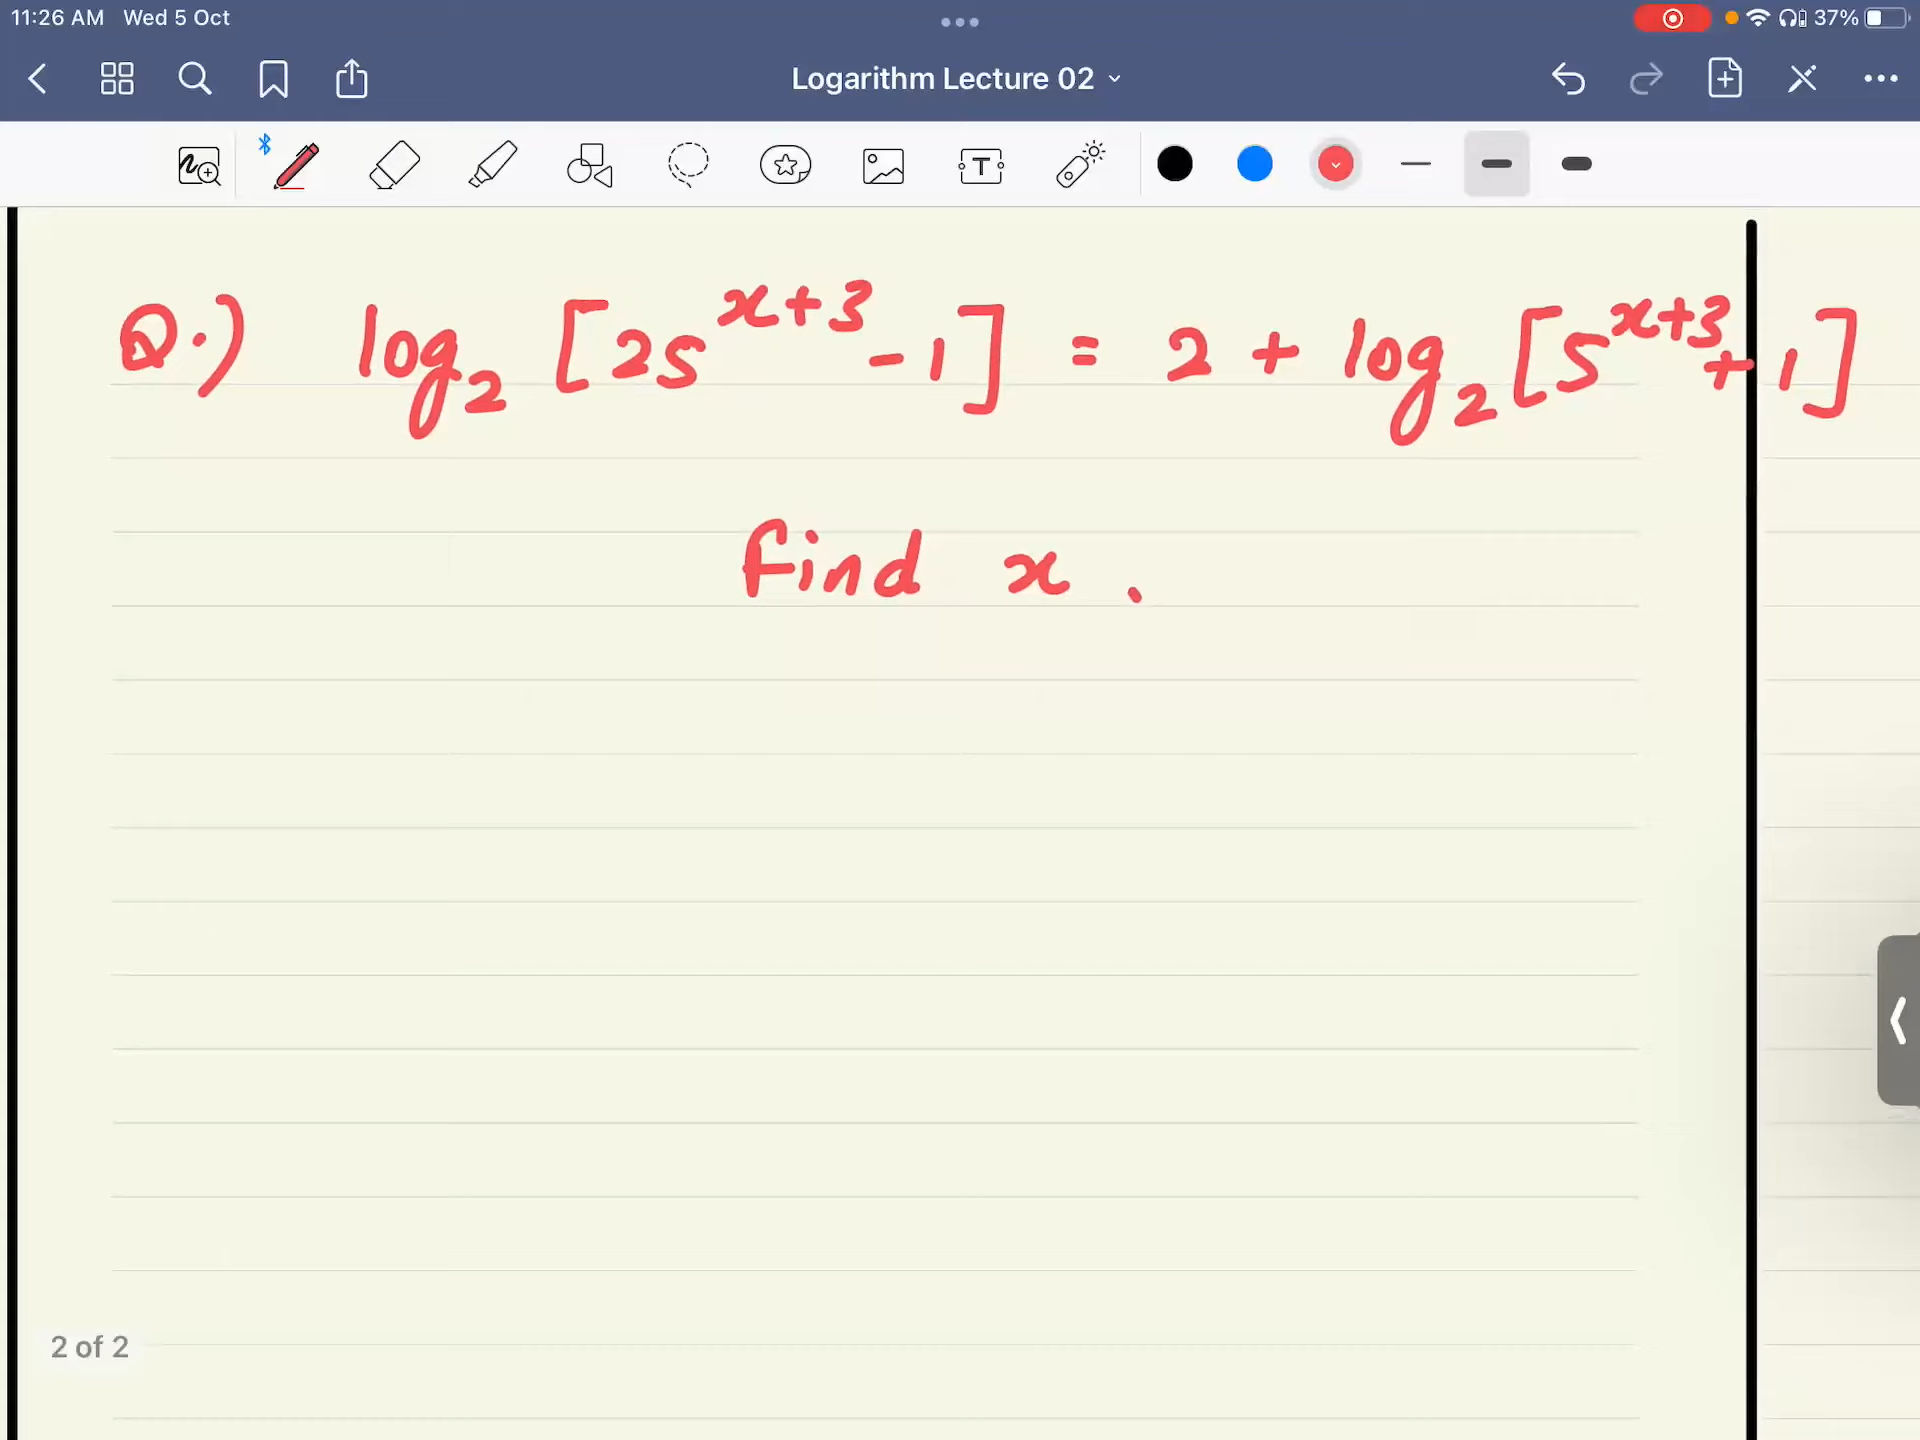 11:26 AM Wed 5 Oct
37%
Logarithm Lecture 02
T
Q.) log₂ [25^(x+3) - 1] = 2 + log₂ [5^(x+3) + 1]
find x .
2 of 2